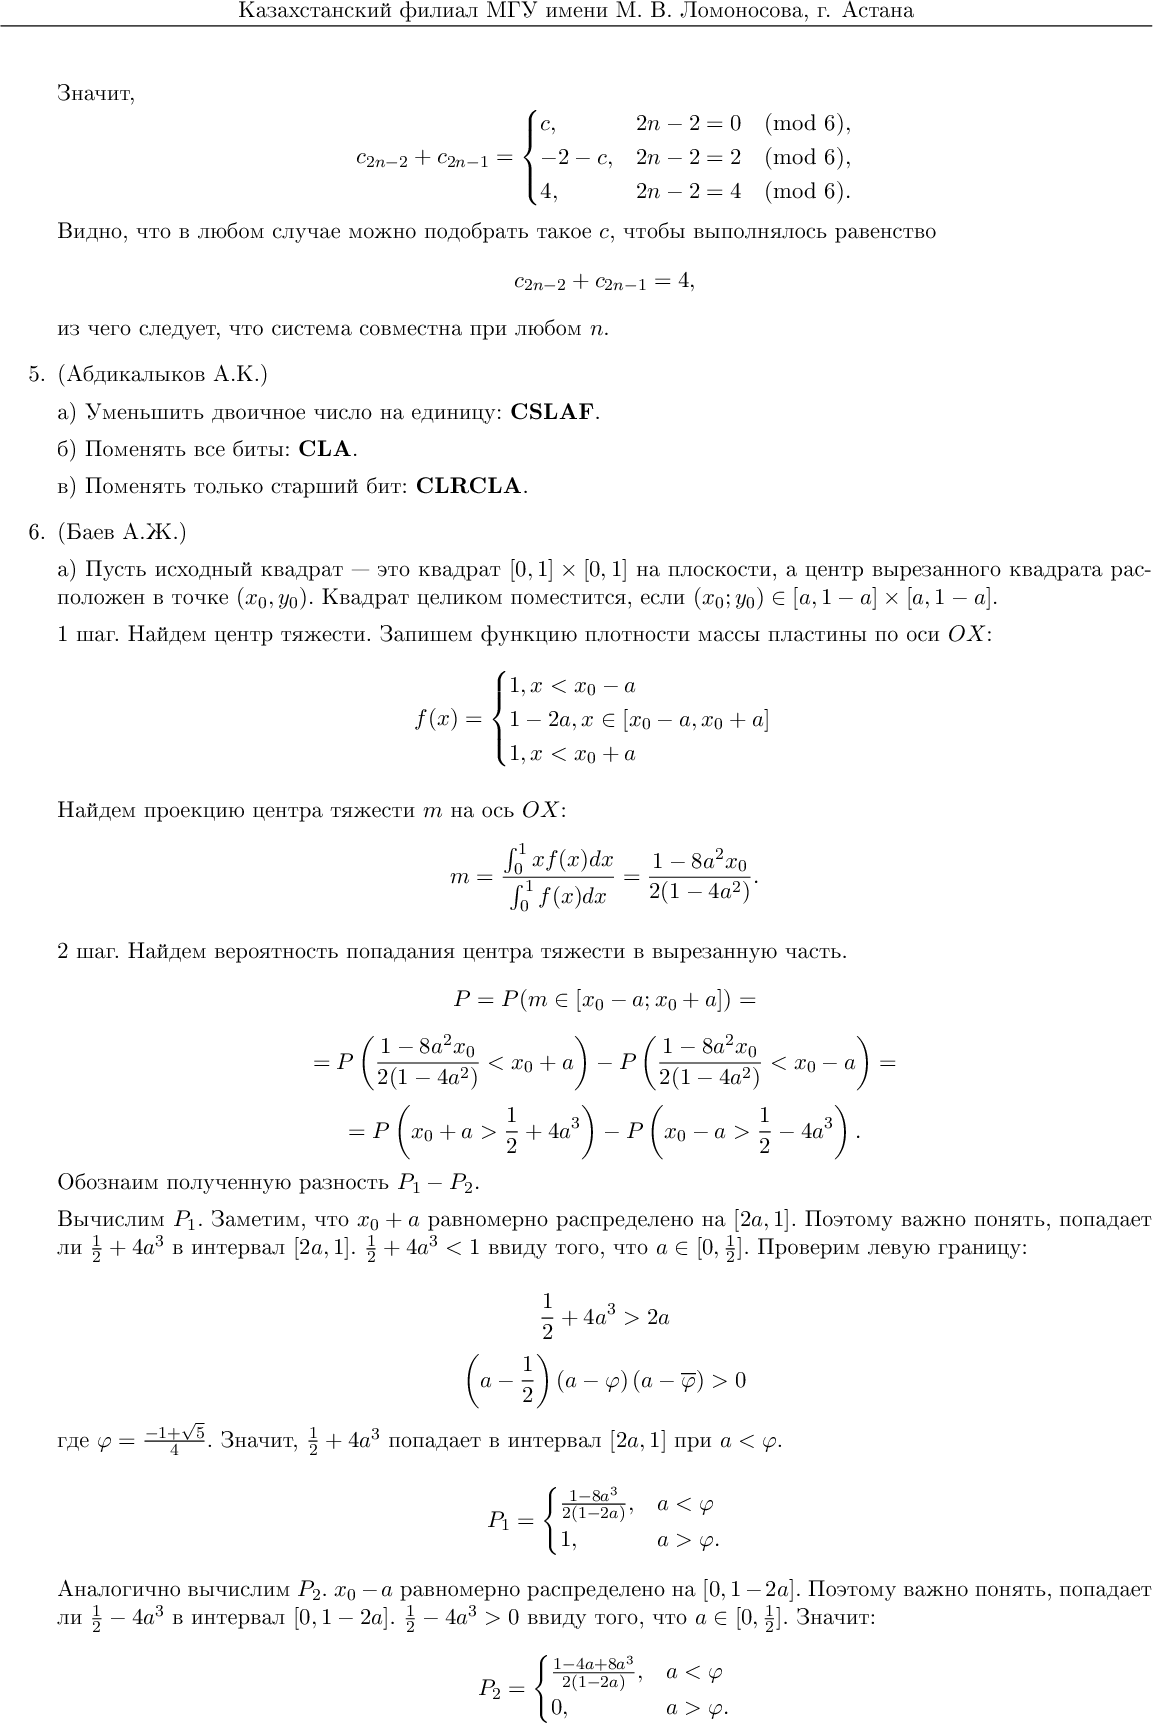 Казахстанский филиал МГУ имени М. В. Ломоносова, г. Астана
Значит,
$$c_{2n-2} + c_{2n-1} = \begin{cases} c, & 2n-2 = 0 \pmod 6, \\ -2-c, & 2n-2 = 2 \pmod 6, \\ 4, & 2n-2 = 4 \pmod 6. \end{cases}$$
Видно, что в любом случае можно подобрать такое $c$, чтобы выполнялось равенство
$$c_{2n-2} + c_{2n-1} = 4,$$
из чего следует, что система совместна при любом $n$.
5. (Абдикалыков А.К.)
а) Уменьшить двоичное число на единицу: CSLAF.
б) Поменять все биты: CLA.
в) Поменять только старший бит: CLRCLA.
6. (Баев А.Ж.)
а) Пусть исходный квадрат — это квадрат $[0,1] \times [0,1]$ на плоскости, а центр вырезанного квадрата рас-
положен в точке $(x_0, y_0)$. Квадрат целиком поместится, если $(x_0; y_0) \in [a, 1-a] \times [a, 1-a]$.
1 шаг. Найдем центр тяжести. Запишем функцию плотности массы пластины по оси $OX$:
$$f(x) = \begin{cases} 1, x < x_0 - a \\ 1-2a, x \in [x_0-a, x_0+a] \\ 1, x < x_0 + a \end{cases}$$
Найдем проекцию центра тяжести $m$ на ось $OX$:
$$m = \frac{\int_0^1 x f(x) dx}{\int_0^1 f(x) dx} = \frac{1-8a^2 x_0}{2(1-4a^2)}.$$
2 шаг. Найдем вероятность попадания центра тяжести в вырезанную часть.
$$P = P(m \in [x_0-a; x_0+a]) =$$
$$= P\left(\frac{1-8a^2x_0}{2(1-4a^2)} < x_0 + a\right) - P\left(\frac{1-8a^2x_0}{2(1-4a^2)} < x_0 - a\right) =$$
$$= P\left(x_0 + a > \frac{1}{2} + 4a^3\right) - P\left(x_0 - a > \frac{1}{2} - 4a^3\right).$$
Обознаим полученную разность $P_1 - P_2$.
Вычислим $P_1$. Заметим, что $x_0 + a$ равномерно распределено на $[2a, 1]$. Поэтому важно понять, попадает
ли $\frac{1}{2} + 4a^3$ в интервал $[2a, 1]$. $\frac{1}{2} + 4a^3 < 1$ ввиду того, что $a \in [0, \frac{1}{2}]$. Проверим левую границу:
$$\frac{1}{2} + 4a^3 > 2a$$
$$\left(a - \frac{1}{2}\right)(a - \varphi)(a - \overline{\varphi}) > 0$$
где $\varphi = \frac{-1+\sqrt{5}}{4}$. Значит, $\frac{1}{2} + 4a^3$ попадает в интервал $[2a, 1]$ при $a < \varphi$.
$$P_1 = \begin{cases} \frac{1-8a^3}{2(1-2a)}, & a < \varphi \\ 1, & a > \varphi. \end{cases}$$
Аналогично вычислим $P_2$. $x_0 - a$ равномерно распределено на $[0, 1-2a]$. Поэтому важно понять, попадает
ли $\frac{1}{2} - 4a^3$ в интервал $[0, 1-2a]$. $\frac{1}{2} - 4a^3 > 0$ ввиду того, что $a \in [0, \frac{1}{2}]$. Значит:
$$P_2 = \begin{cases} \frac{1-4a+8a^3}{2(1-2a)}, & a < \varphi \\ 0, & a > \varphi. \end{cases}$$